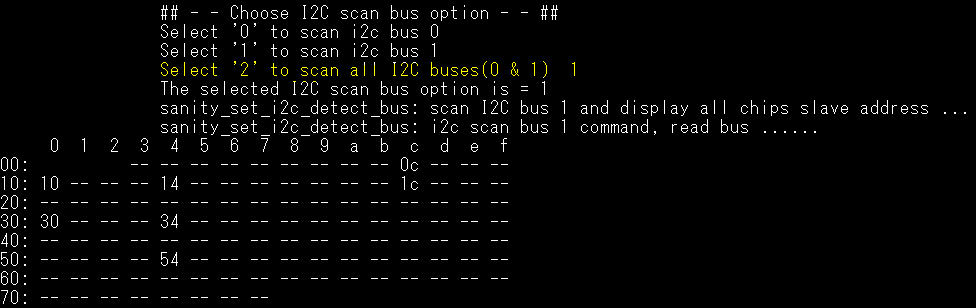 ## - - Choose I2C scan bus option - - ##
Select '0' to scan i2c bus 0
Select '1' to scan i2c bus 1
Select '2' to scan all I2C buses(0 & 1)  1
The selected I2C scan bus option is = 1
sanity_set_i2c_detect_bus: scan I2C bus 1 and display all chips slave address ...
sanity_set_i2c_detect_bus: i2c scan bus 1 command, read bus ......
     0  1  2  3  4  5  6  7  8  9  a  b  c  d  e  f
00:          -- -- -- -- -- -- -- -- -- 0c -- -- --
10: 10 -- -- -- 14 -- -- -- -- -- -- -- 1c -- -- --
20: -- -- -- -- -- -- -- -- -- -- -- -- -- -- -- --
30: 30 -- -- -- 34 -- -- -- -- -- -- -- -- -- -- --
40: -- -- -- -- -- -- -- -- -- -- -- -- -- -- -- --
50: -- -- -- -- 54 -- -- -- -- -- -- -- -- -- -- --
60: -- -- -- -- -- -- -- -- -- -- -- -- -- -- -- --
70: -- -- -- -- -- -- -- --